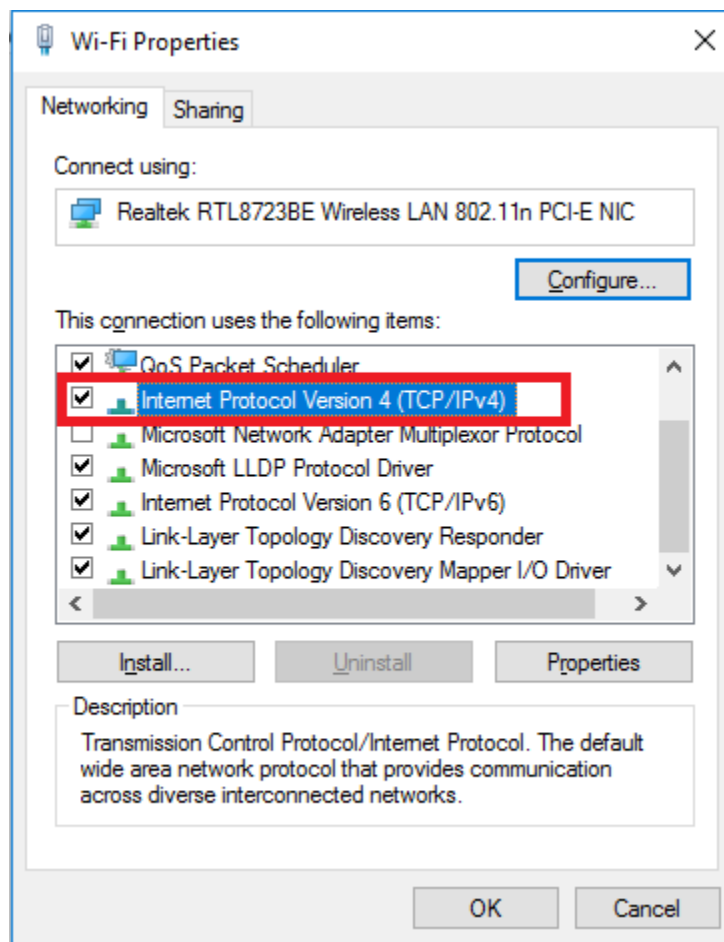 Wi-Fi Properties
Networking
Sharing
Connect using:
Realtek RTL8723BE Wireless LAN 802.11n PCI-E NIC
Configure...
This connection uses the following items:
QoS Packet Scheduler
Internet Protocol Version 4 (TCP/IPv4)
Microsoft Network Adapter Multiplexor Protocol
Microsoft LLDP Protocol Driver
Internet Protocol Version 6 (TCP/IPv6)
Link-Layer Topology Discovery Responder
Link-Layer Topology Discovery Mapper I/O Driver
Install...
Uninstall
Properties
Description
Transmission Control Protocol/Internet Protocol. The default
wide area network protocol that provides communication
across diverse interconnected networks.
OK
Cancel